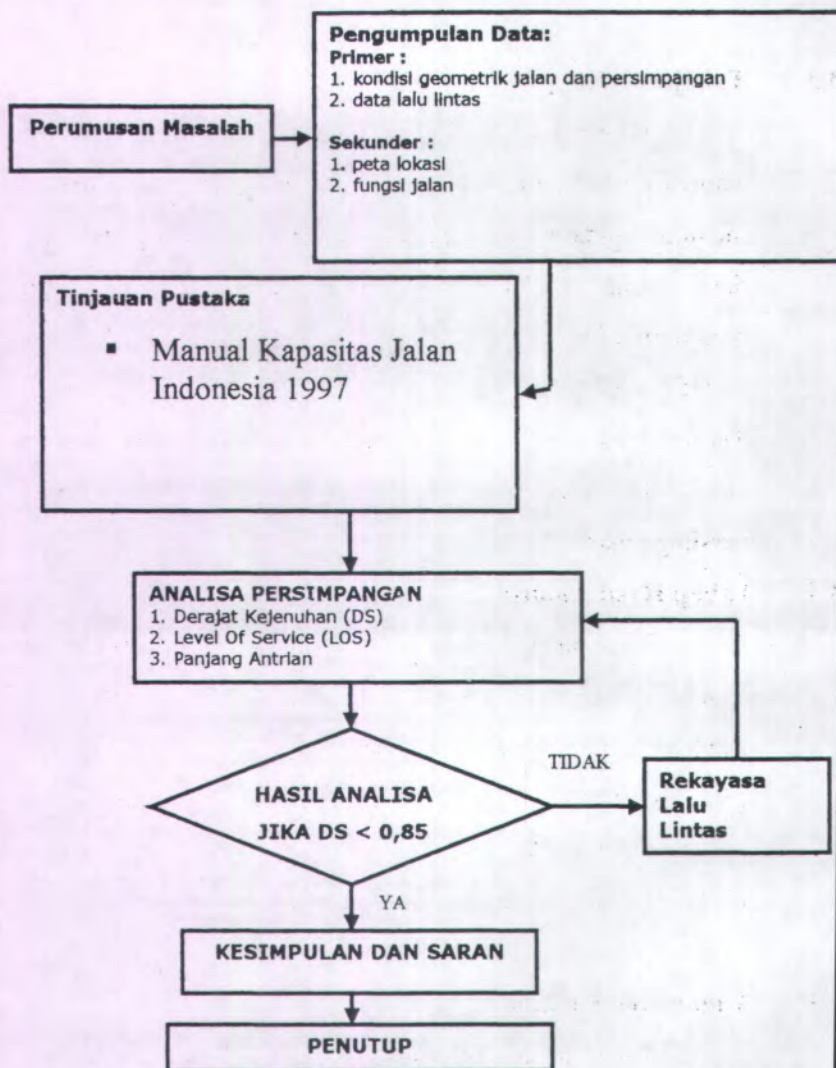 Perumusan Masalah
Pengumpulan Data:
Primer :
1. kondisi geometrik jalan dan persimpangan
2. data lalu lintas
Sekunder :
1. peta lokasi
2. fungsi jalan
Tinjauan Pustaka
▪ Manual Kapasitas Jalan
Indonesia 1997
ANALISA PERSIMPANGAN
1. Derajat Kejenuhan (DS)
2. Level Of Service (LOS)
3. Panjang Antrian
HASIL ANALISA
JIKA DS < 0,85
TIDAK
Rekayasa
Lalu
Lintas
YA
KESIMPULAN DAN SARAN
PENUTUP